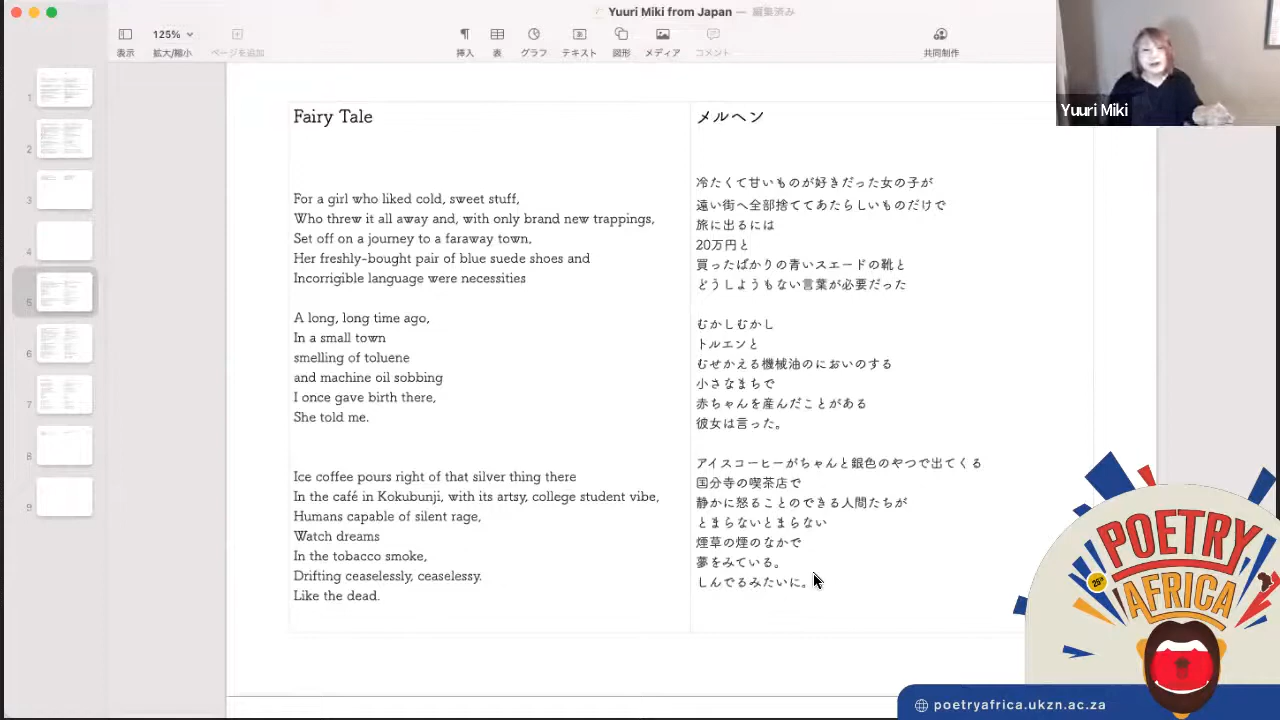 Yuuri Miki from Japan — 編集済み
125%
表示
拡大/縮小
ページを追加
挿入
表
グラフ
テキスト
図形
メディア
コメント
共同制作
Yuuri Miki
1
2
3
4
5
6
7
8
9
Fairy Tale
For a girl who liked cold, sweet stuff,
Who threw it all away and, with only brand new trappings,
Set off on a journey to a faraway town,
Her freshly-bought pair of blue suede shoes and
Incorrigible language were necessities
A long, long time ago,
In a small town
smelling of toluene
and machine oil sobbing
I once gave birth there,
She told me.
Ice coffee pours right of that silver thing there
In the café in Kokubunji, with its artsy, college student vibe,
Humans capable of silent rage,
Watch dreams
In the tobacco smoke,
Drifting ceaselessly, ceaselessy.
Like the dead.
メルヘン
冷たくて甘いものが好きだった女の子が
遠い街へ全部捨ててあたらしいものだけで
旅に出るには
20万円と
買ったばかりの青いスエードの靴と
どうしようもない言葉が必要だった
むかしむかし
トルエンと
むせかえる機械油のにおいのする
小さなまちで
赤ちゃんを産んだことがある
彼女は言った。
アイスコーヒーがちゃんと銀色のやつで出てくる
国分寺の喫茶店で
静かに怒ることのできる人間たちが
とまらないとまらない
煙草の煙のなかで
夢をみている。
しんでるみたいに。
POETRY
25th
AFRICA
poetryafrica.ukzn.ac.za